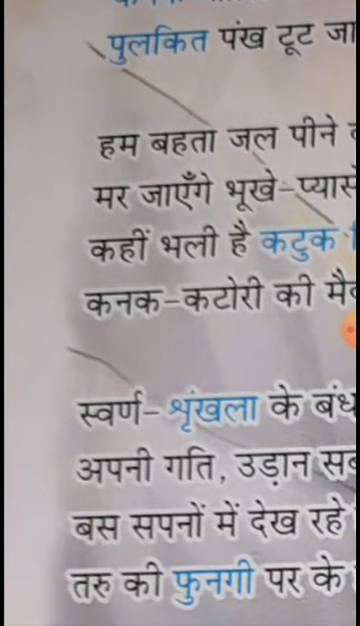 पुलकित पंख टूट जा
हम बहता जल पीने
मर जाएँगे भूखे-प्यासे
कहीं भली है कटुक
कनक-कटोरी की
स्वर्ण-शृंखला के
अपनी गति, उड़ान
बस सपनों में देख रहे
तरु की फुनगी पर के